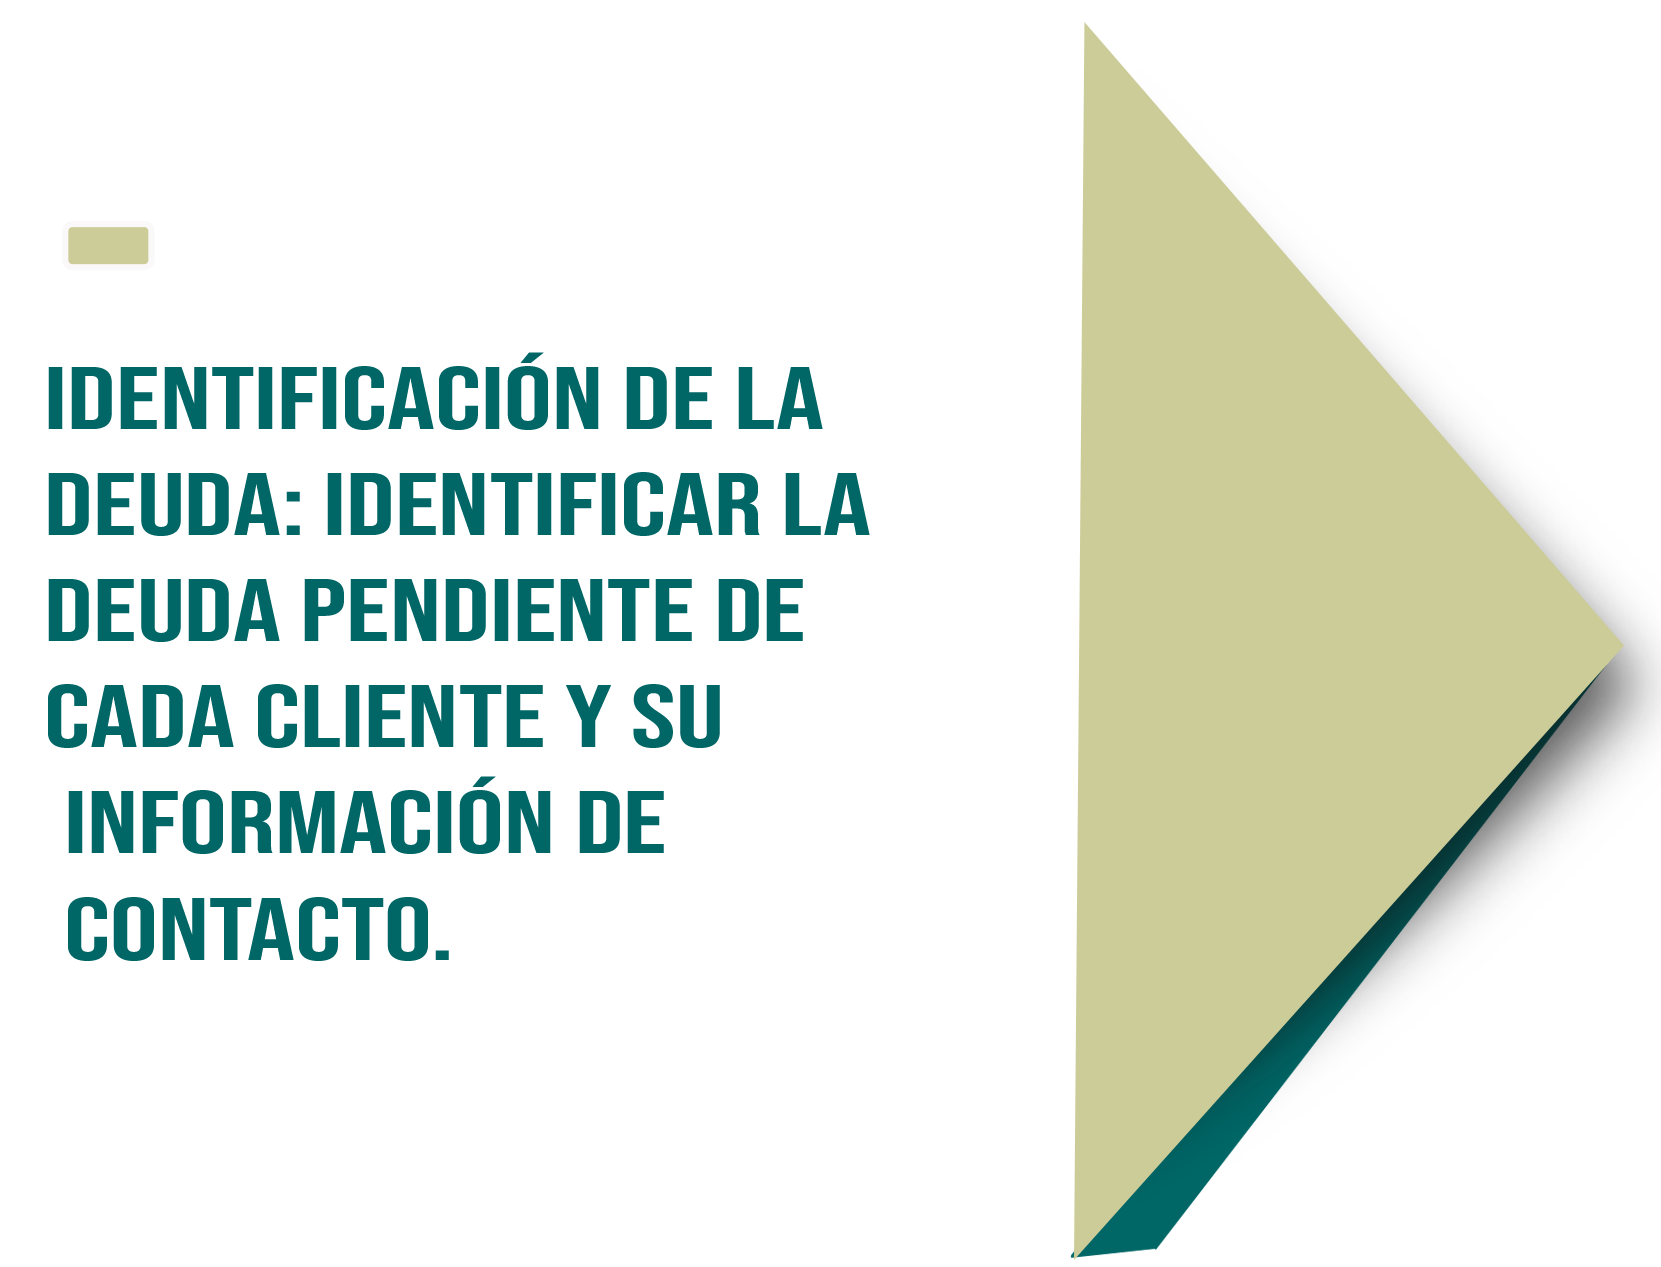 IDENTIFICACIÓN DE LA
DEUDA: IDENTIFICAR LA
DEUDA PENDIENTE DE
CADA CLIENTE Y SU
INFORMACIÓN DE
CONTACTO.